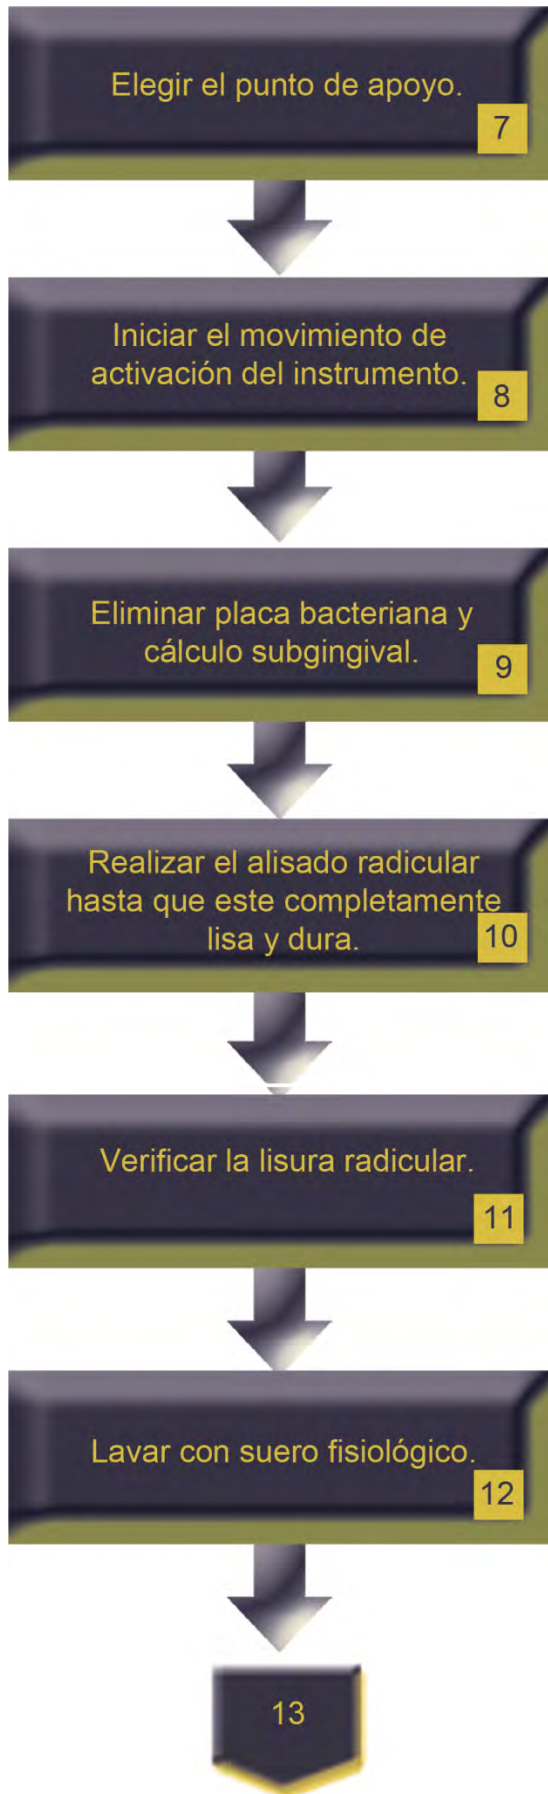 Elegir el punto de apoyo.
7
Iniciar el movimiento de
activación del instrumento.
8
Eliminar placa bacteriana y
cálculo subgingival.
9
Realizar el alisado radicular
hasta que este completamente
lisa y dura.
10
Verificar la lisura radicular.
11
Lavar con suero fisiológico.
12
13